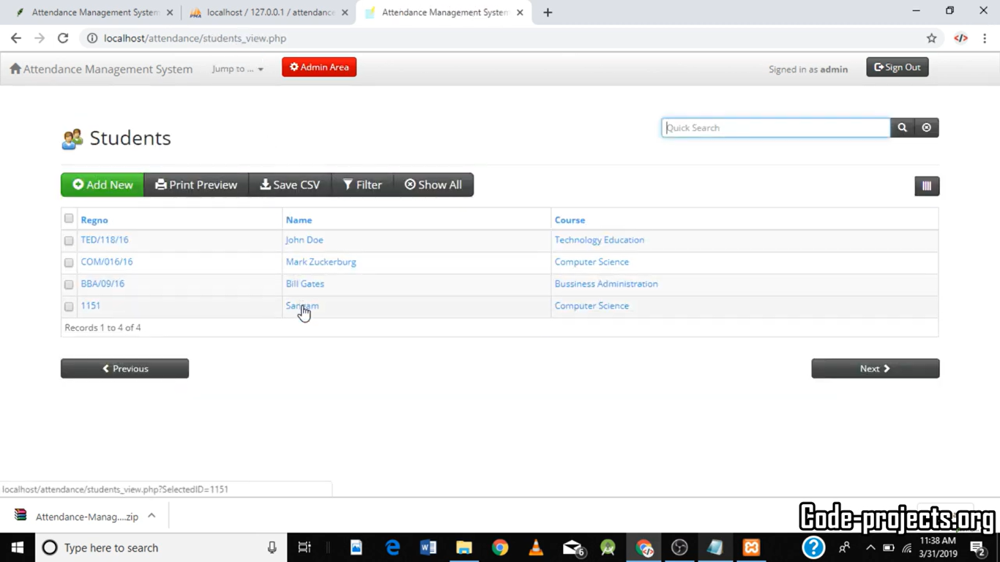 Attendance Management System
localhost / 127.0.0.1 / attendance
Attendance Management System
localhost/attendance/students_view.php
Attendance Management System
Jump to ...
Admin Area
Signed in as admin
Sign Out
Students
Quick Search
Add New
Print Preview
Save CSV
Filter
Show All
Regno Name Course
TED/118/16 John Doe Technology Education
COM/016/16 Mark Zuckerburg Computer Science
BBA/09/16 Bill Gates Bussiness Administration
1151 Computer Science
Records 1 to 4 of 4
Previous
Next
localhost/attendance/students_view.php?SelectedID=1151
Attendance-Manag....zip
Code-projects.org
Type here to search
6
11:38 AM
3/31/2019
2